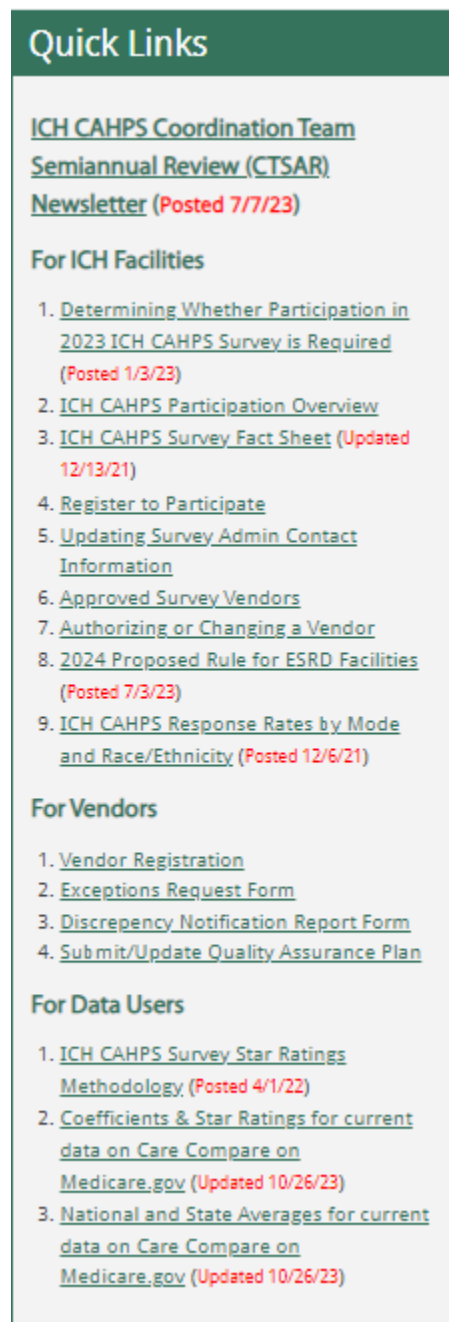 Quick Links
ICH CAHPS Coordination Team
Semiannual Review (CTSAR)
Newsletter (Posted 7/7/23)
For ICH Facilities
1. Determining Whether Participation in
2023 ICH CAHPS Survey is Required
(Posted 1/3/23)
2. ICH CAHPS Participation Overview
3. ICH CAHPS Survey Fact Sheet (Updated
12/13/21)
4. Register to Participate
5. Updating Survey Admin Contact
Information
6. Approved Survey Vendors
7. Authorizing or Changing a Vendor
8. 2024 Proposed Rule for ESRD Facilities
(Posted 7/3/23)
9. ICH CAHPS Response Rates by Mode
and Race/Ethnicity (Posted 12/6/21)
For Vendors
1. Vendor Registration
2. Exceptions Request Form
3. Discrepency Notification Report Form
4. Submit/Update Quality Assurance Plan
For Data Users
1. ICH CAHPS Survey Star Ratings
Methodology (Posted 4/1/22)
2. Coefficients & Star Ratings for current
data on Care Compare on
Medicare.gov (Updated 10/26/23)
3. National and State Averages for current
data on Care Compare on
Medicare.gov (Updated 10/26/23)